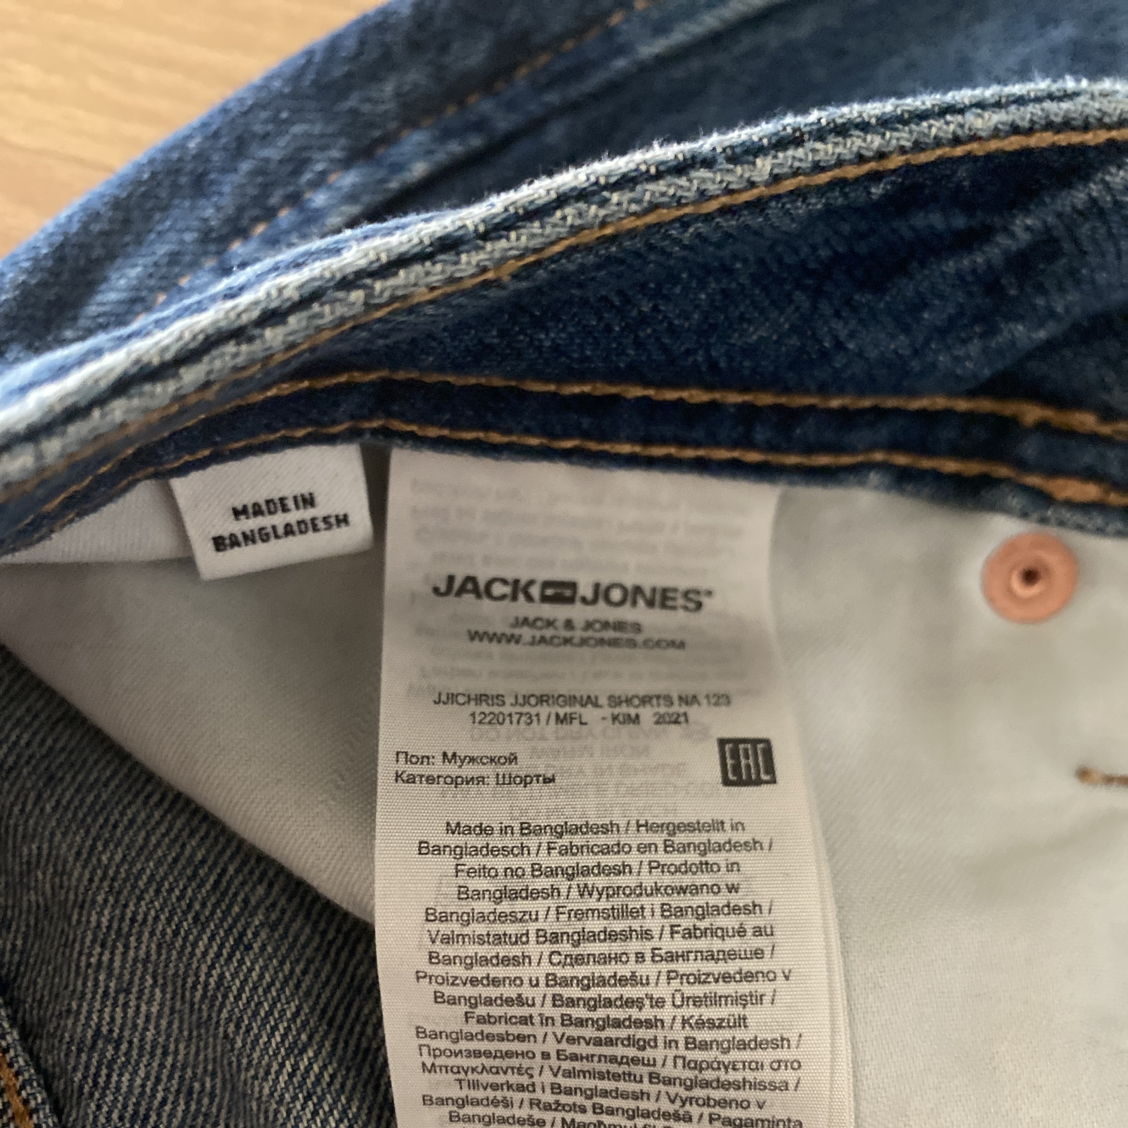 MADE IN
BANGLADESH
JACK JONES®
JACK & JONES
WWW.JACKJONES.COM
JJICHRIS JJORIGINAL SHORTS NA 123
12201731 / MFL - KIM 2021
Пол: Мужской
Категория: Шорты
EAC
Made in Bangladesh / Hergestellt in
Bangladesch / Fabricado en Bangladesh /
Feito no Bangladesh / Prodotto in
Bangladesh / Wyprodukowano w
Bangladeszu / Fremstillet i Bangladesh /
Valmistatud Bangladeshis / Fabriqué au
Bangladesh / Сделано в Бангладеше /
Proizvedeno u Bangladešu / Proizvedeno v
Bangladešu / Bangladeş'te Üretilmiştir /
Fabricat în Bangladesh / Készült
Bangladesben / Vervaardigd in Bangladesh /
Произведено в Бангладеш / Παράγεται στο
Μπαγκλαντές / Valmistettu Bangladeshissa /
Tillverkad i Bangladesh / Vyrobeno v
Bangladéši / Ražots Bangladešā / Pagaminta
Bangladeše /